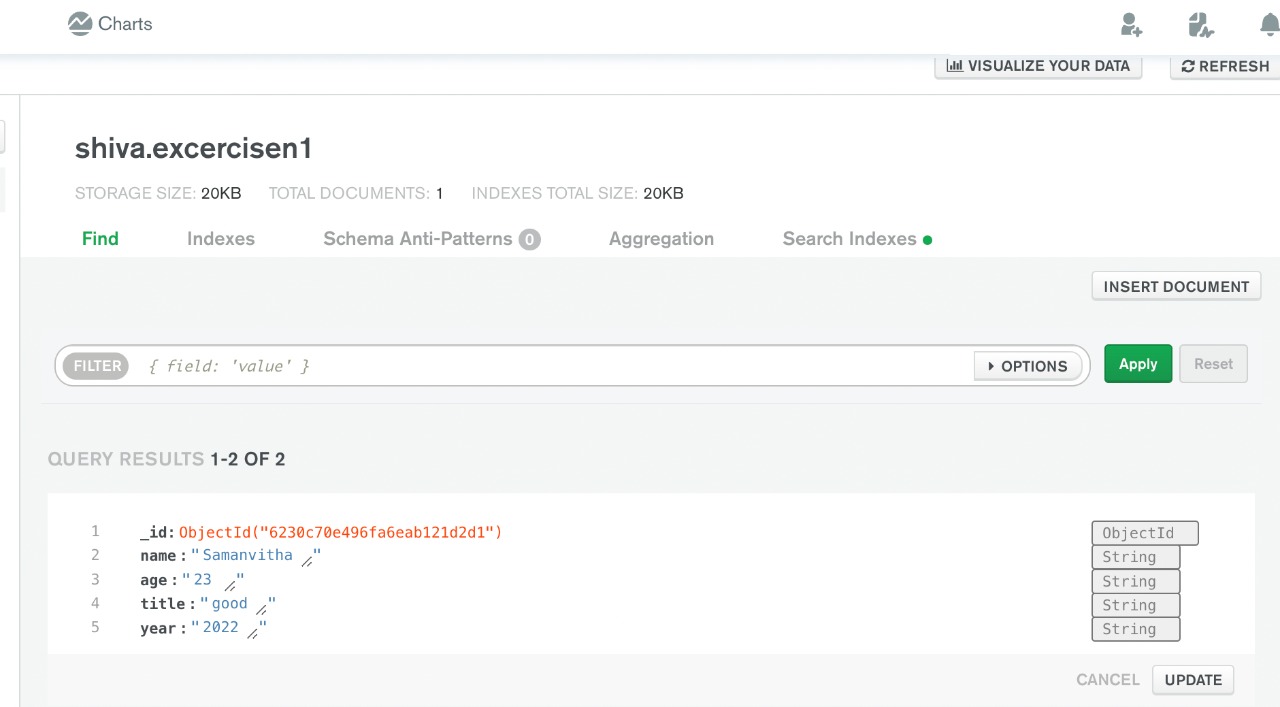 Charts
VISUALIZE YOUR DATA REFRESH
shiva.excercisen1
STORAGE SIZE: 20KB TOTAL DOCUMENTS: 1 INDEXES TOTAL SIZE: 20KB
Find Indexes Schema Anti-Patterns 0 Aggregation Search Indexes
INSERT DOCUMENT
FILTER { field: 'value' } OPTIONS Apply Reset
QUERY RESULTS 1-2 OF 2
1 _id: ObjectId("6230c70e496fa6eab121d2d1") ObjectId
2 name : "Samanvitha " String
3 age : "23 " String
4 title : "good " String
5 year : "2022 " String
CANCEL UPDATE